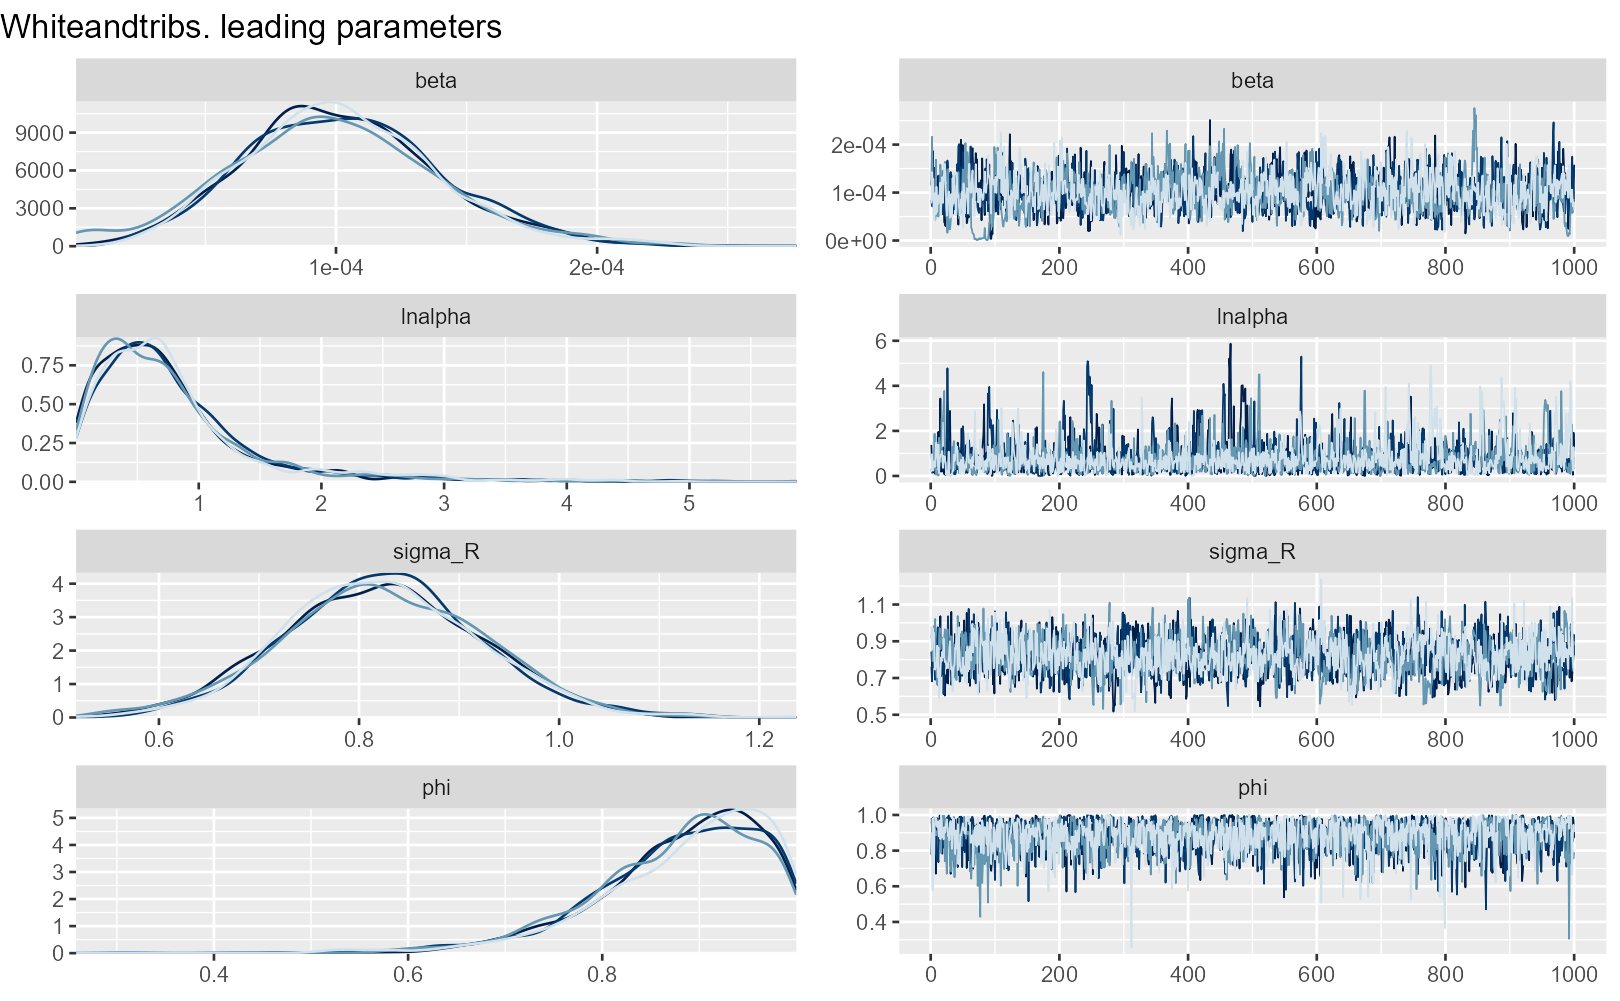 Whiteandtribs. leading parameters
beta
9000
6000
3000
0
1e-04 2e-04
beta
2e-04
1e-04
0e+00
0 200 400 600 800 1000
lnalpha
0.75
0.50
0.25
0.00
1 2 3 4 5
lnalpha
6
4
2
0
0 200 400 600 800 1000
sigma_R
4
3
2
1
0
0.6 0.8 1.0 1.2
sigma_R
1.1
0.9
0.7
0.5
0 200 400 600 800 1000
phi
5
4
3
2
1
0
0.4 0.6 0.8
phi
1.0
0.8
0.6
0.4
0 200 400 600 800 1000